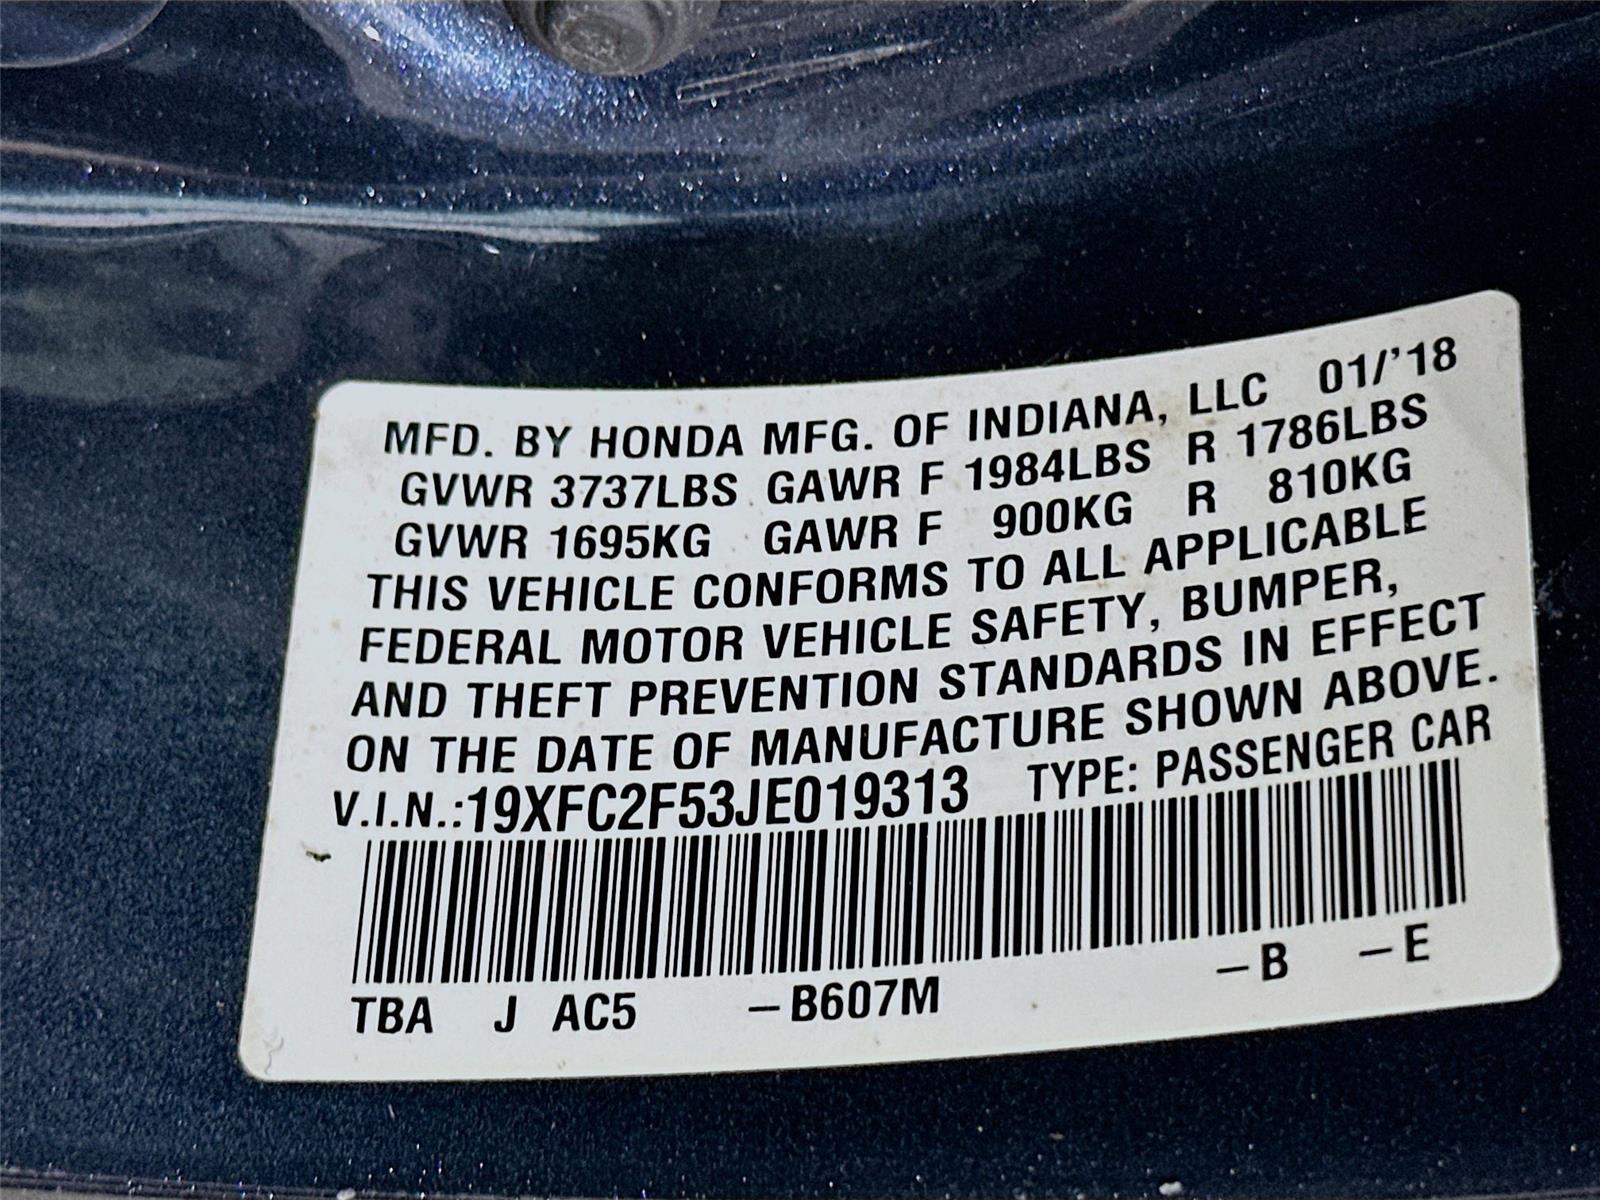 MFD. BY HONDA MFG. OF INDIANA, LLC 01/'18
GVWR 3737LBS GAWR F 1984LBS R 1786LBS
GVWR 1695KG GAWR F 900KG R 810KG
THIS VEHICLE CONFORMS TO ALL APPLICABLE
FEDERAL MOTOR VEHICLE SAFETY, BUMPER,
AND THEFT PREVENTION STANDARDS IN EFFECT
ON THE DATE OF MANUFACTURE SHOWN ABOVE.
V.I.N.:19XFC2F53JE019313 TYPE: PASSENGER CAR
TBA J AC5 –B607M –B –E